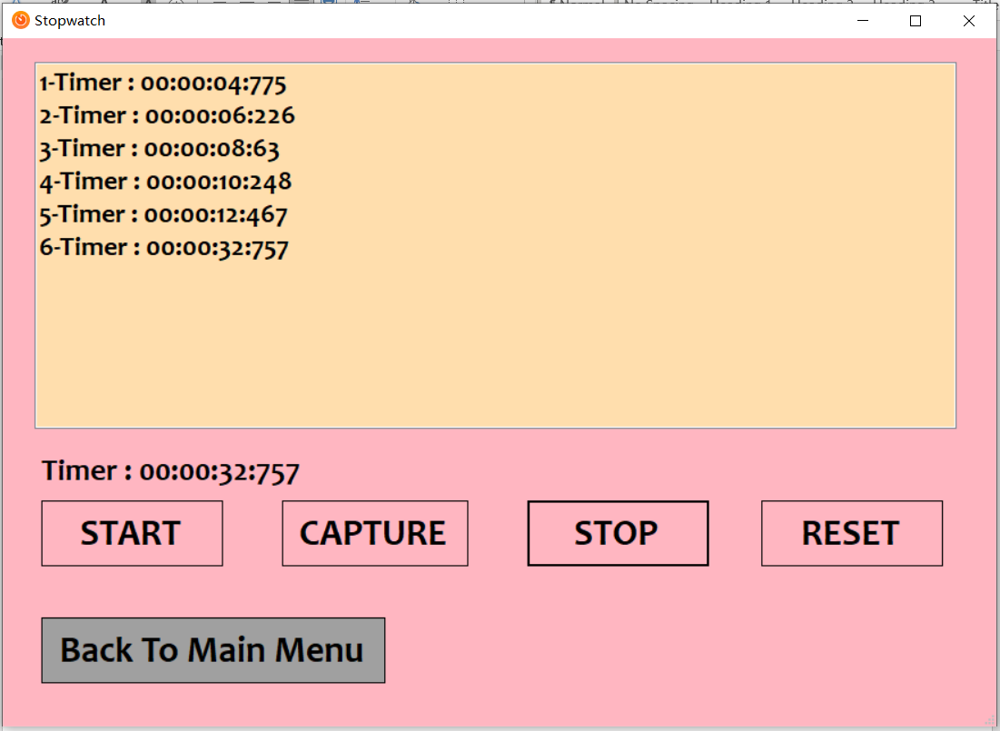 Stopwatch
1-Timer : 00:00:04:775
2-Timer : 00:00:06:226
3-Timer : 00:00:08:63
4-Timer : 00:00:10:248
5-Timer : 00:00:12:467
6-Timer : 00:00:32:757
Timer : 00:00:32:757
START CAPTURE STOP RESET
Back To Main Menu